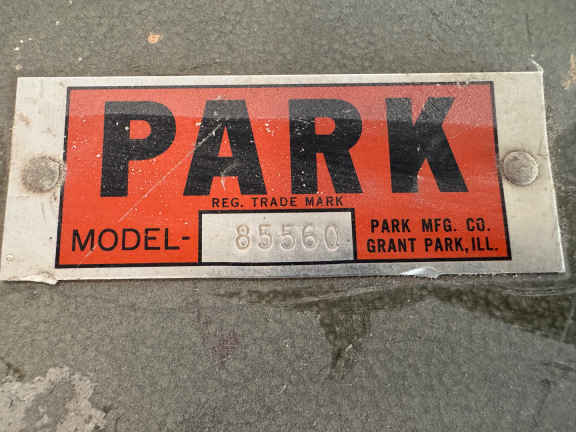 PARK
REG. TRADE MARK
MODEL- 85560
PARK MFG. CO.
GRANT PARK, ILL.